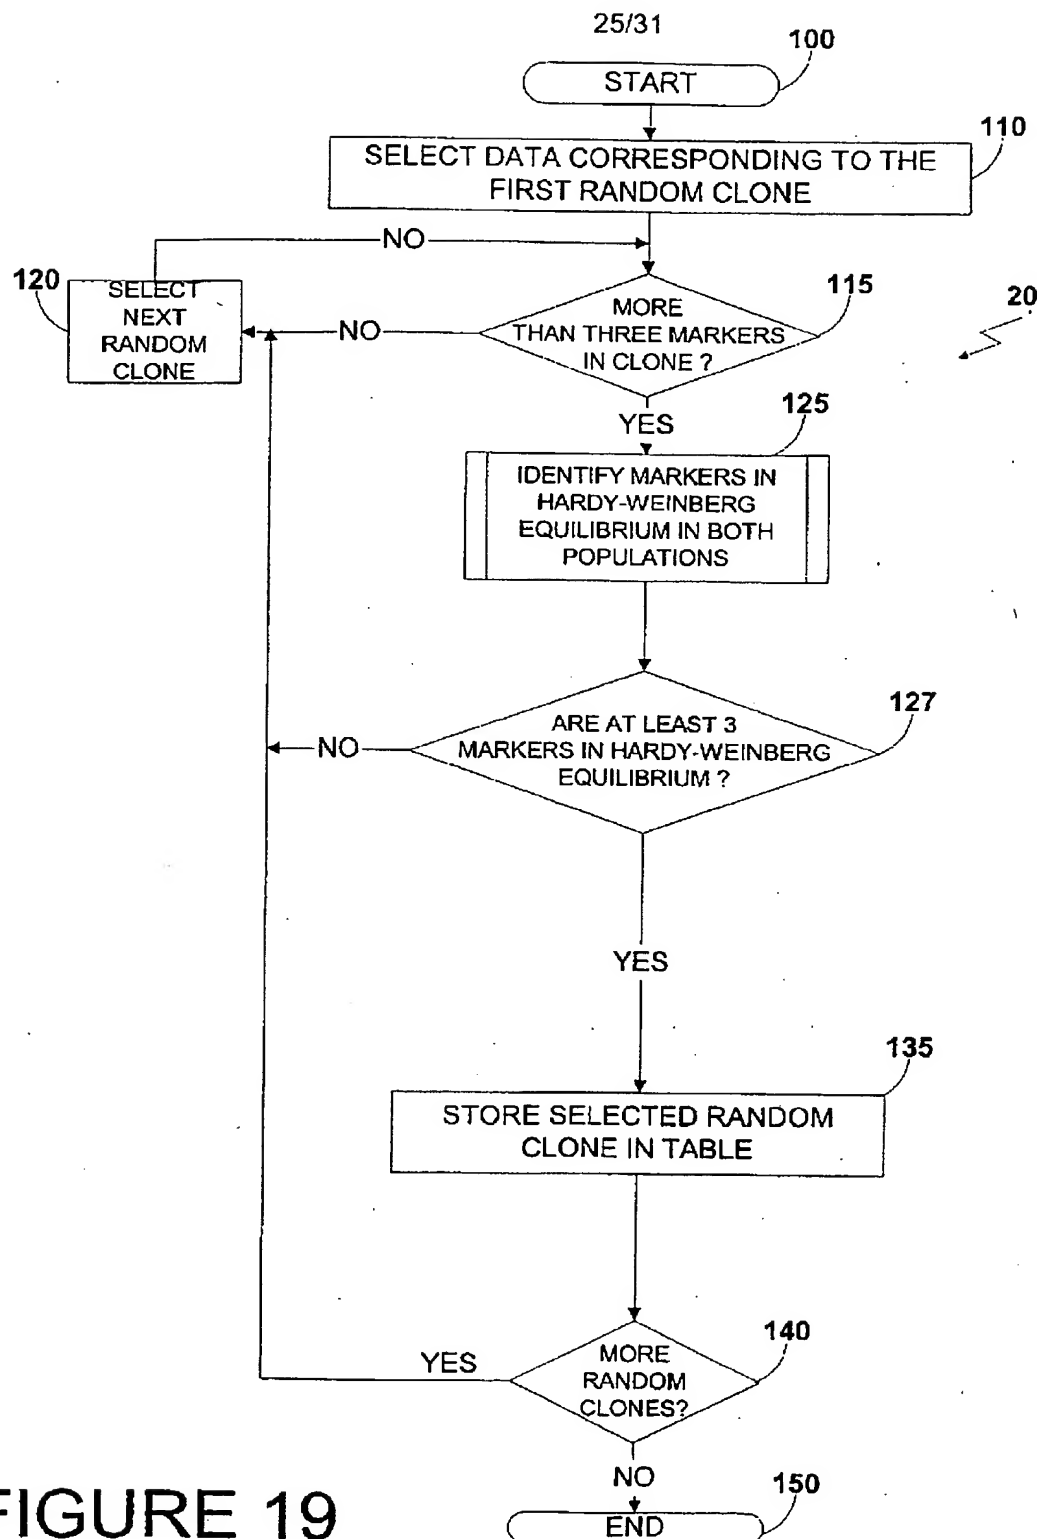 25/31
100
START
110
SELECT DATA CORRESPONDING TO THE
FIRST RANDOM CLONE
NO
120
SELECT
NEXT
RANDOM
CLONE
NO
115
MORE
THAN THREE MARKERS
IN CLONE ?
20
YES
125
IDENTIFY MARKERS IN
HARDY-WEINBERG
EQUILIBRIUM IN BOTH
POPULATIONS
127
ARE AT LEAST 3
MARKERS IN HARDY-WEINBERG
EQUILIBRIUM ?
NO
YES
135
STORE SELECTED RANDOM
CLONE IN TABLE
140
MORE
RANDOM
CLONES?
YES
NO
150
END
FIGURE 19